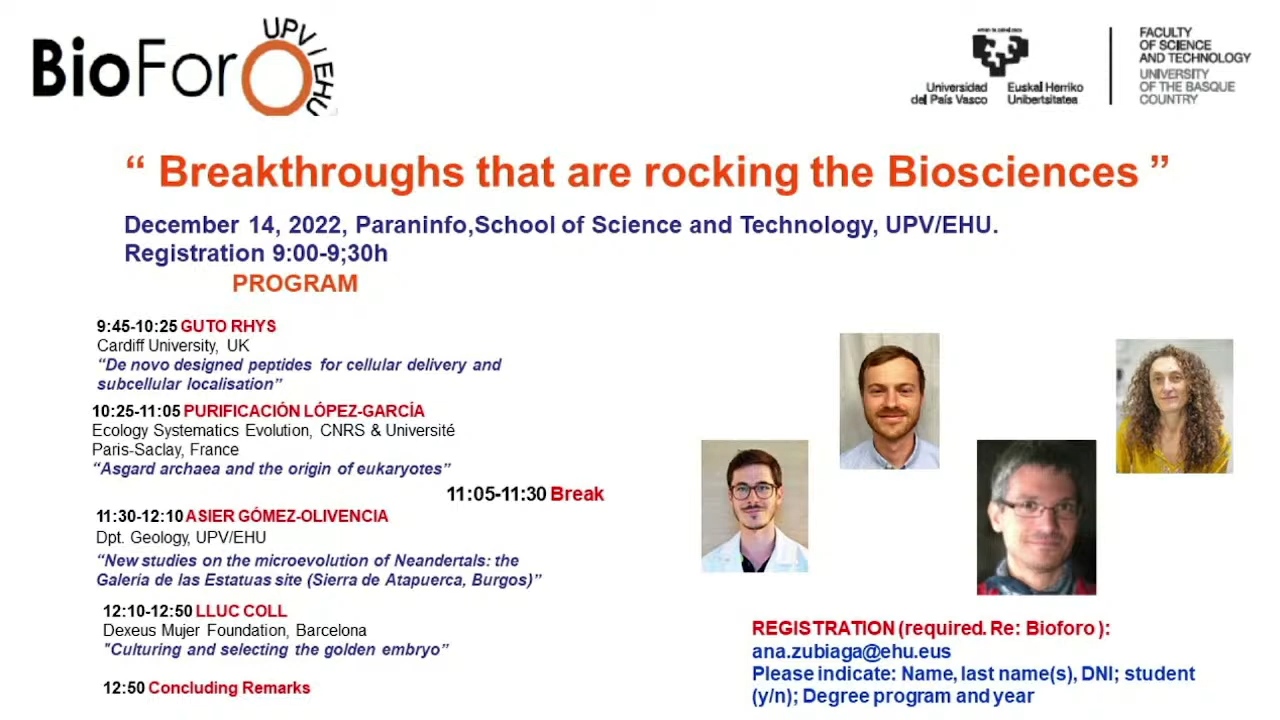 BioForO UPV/EHU
eman ta zabal zazu
Universidad del País Vasco
Euskal Herriko Unibertsitatea
FACULTY
OF SCIENCE
AND TECHNOLOGY
UNIVERSITY
OF THE BASQUE
COUNTRY
“ Breakthroughs that are rocking the Biosciences ”
December 14, 2022, Paraninfo,School of Science and Technology, UPV/EHU.
Registration 9:00-9;30h
PROGRAM
9:45-10:25 GUTO RHYS
Cardiff University, UK
“De novo designed peptides for cellular delivery and
subcellular localisation”
10:25-11:05 PURIFICACIÓN LÓPEZ-GARCÍA
Ecology Systematics Evolution, CNRS & Université
Paris-Saclay, France
“Asgard archaea and the origin of eukaryotes”
11:05-11:30 Break
11:30-12:10 ASIER GÓMEZ-OLIVENCIA
Dpt. Geology, UPV/EHU
“New studies on the microevolution of Neandertals: the
Galería de las Estatuas site (Sierra de Atapuerca, Burgos)”
12:10-12:50 LLUC COLL
Dexeus Mujer Foundation, Barcelona
"Culturing and selecting the golden embryo”
12:50 Concluding Remarks
REGISTRATION (required. Re: Bioforo ):
ana.zubiaga@ehu.eus
Please indicate: Name, last name(s), DNI; student
(y/n); Degree program and year